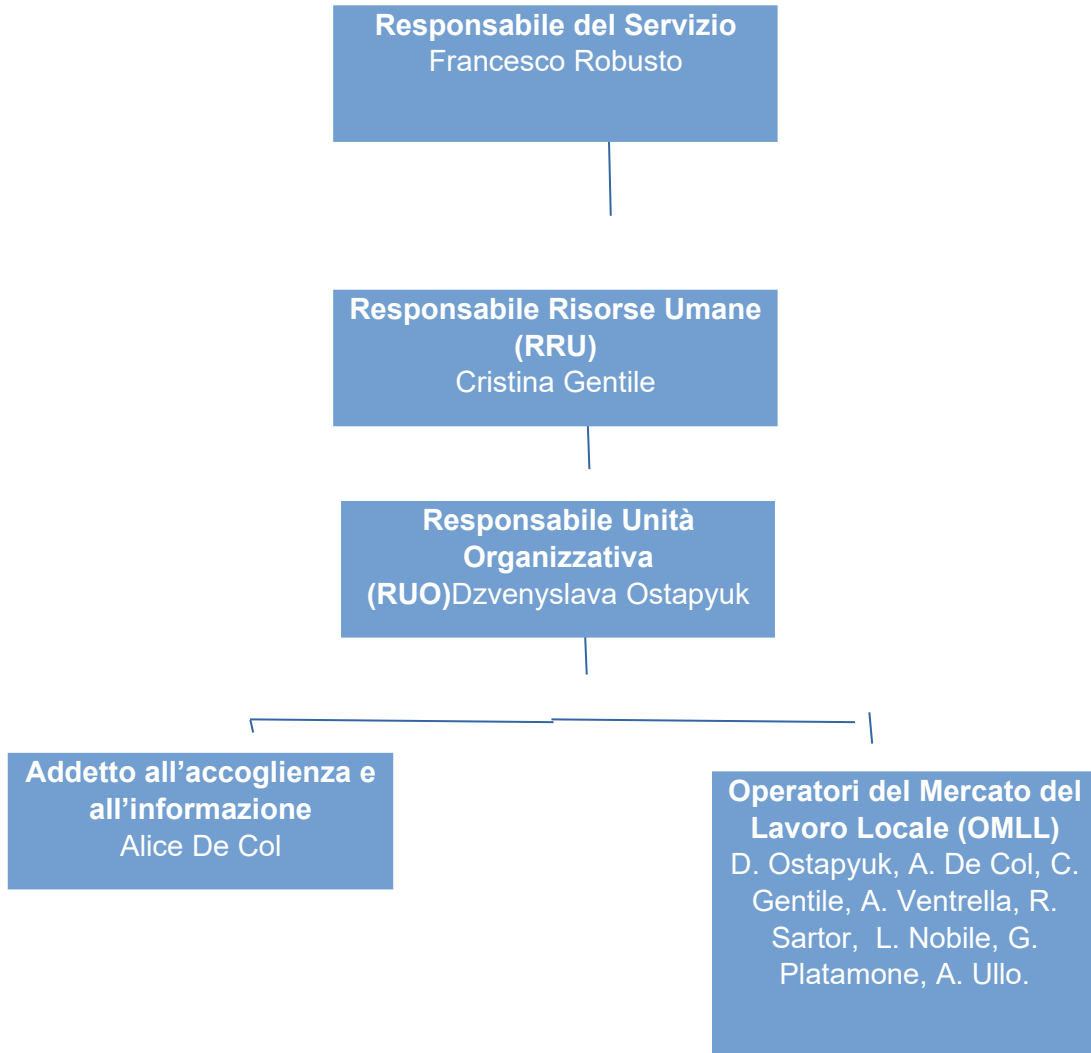 Responsabile del Servizio
Francesco Robusto
Responsabile Risorse Umane
(RRU)
Cristina Gentile
Responsabile Unità
Organizzativa
(RUO)Dzvenyslava Ostapyuk
Addetto all’accoglienza e
all’informazione
Alice De Col
Operatori del Mercato del
Lavoro Locale (OMLL)
D. Ostapyuk, A. De Col, C.
Gentile, A. Ventrella, R.
Sartor, L. Nobile, G.
Platamone, A. Ullo.